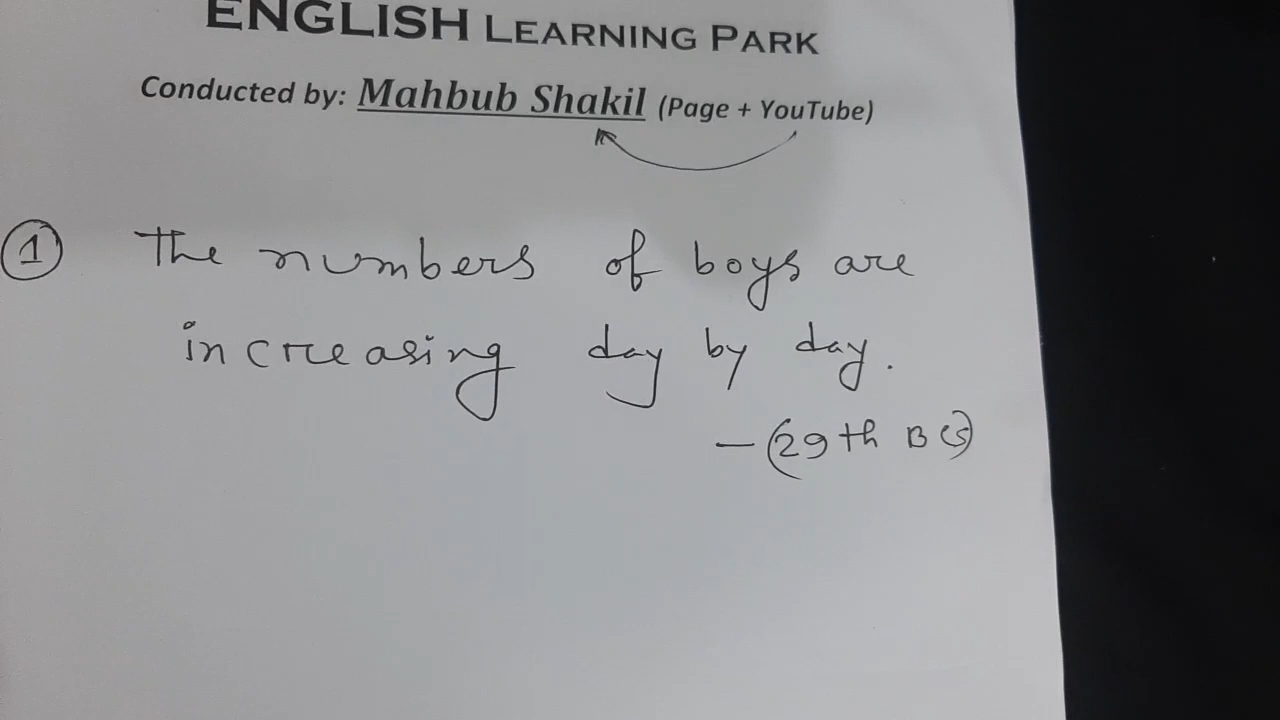 ENGLISH LEARNING PARK
Conducted by: Mahbub Shakil (Page + YouTube)
① The numbers of boys are
increasing day by day.
— (29th BCS)